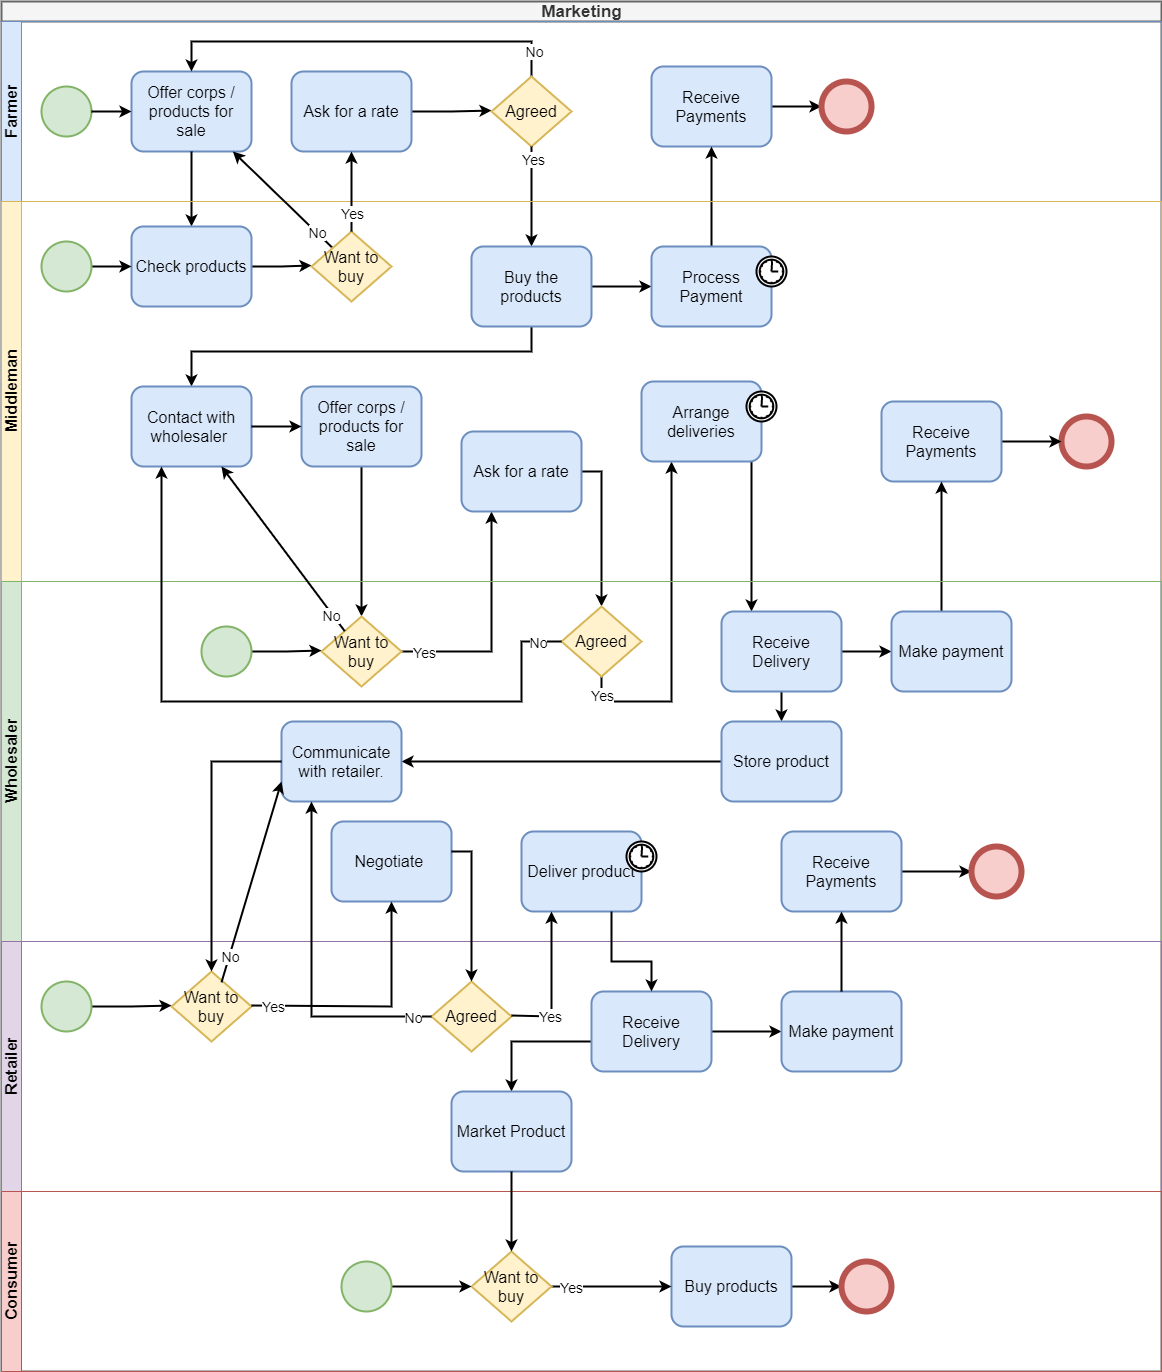 Marketing
Farmer
No
Offer corps /
products for
sale
Ask for a rate
Agreed
Receive
Payments
Yes
Middleman
Yes
No
Check products
Want to
buy
Buy the
products
Process
Payment
Contact with
wholesaler
Offer corps /
products for
sale
Ask for a rate
Arrange
deliveries
Receive
Payments
Wholesaler
No
Want to
buy
Yes
No
Agreed
Yes
Receive
Delivery
Make payment
Communicate
with retailer.
Store product
Negotiate
Deliver product
Receive
Payments
Retailer
No
Want to
buy
Yes
No
Agreed
Yes
Receive
Delivery
Make payment
Market Product
Consumer
Want to
buy
Yes
Buy products